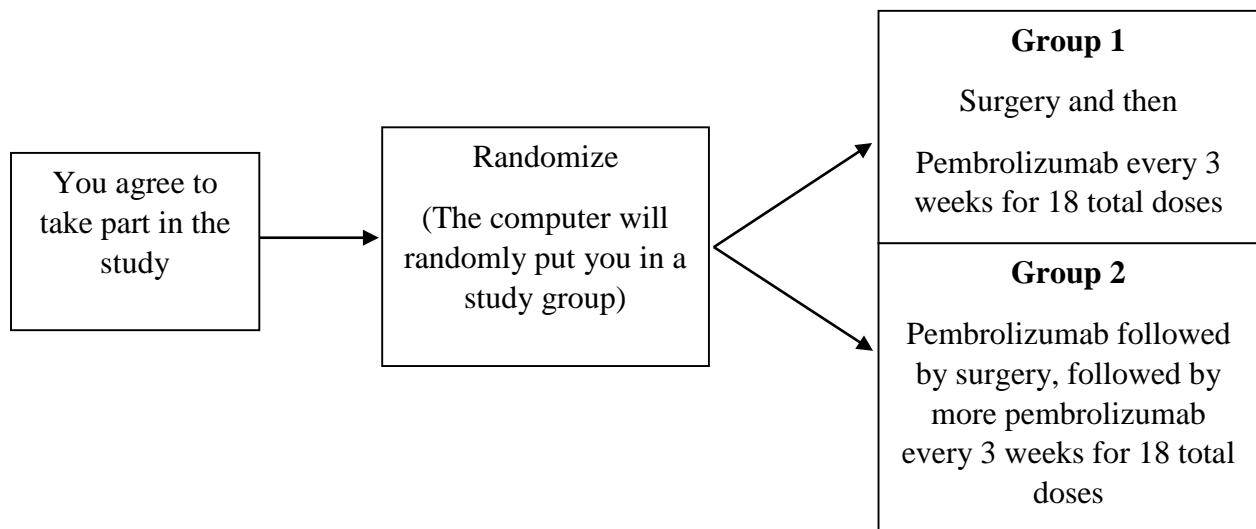 You agree to
take part in the
study
Randomize
(The computer will
randomly put you in a
study group)
Group 1
Surgery and then
Pembrolizumab every 3
weeks for 18 total doses
Group 2
Pembrolizumab followed
by surgery, followed by
more pembrolizumab
every 3 weeks for 18 total
doses